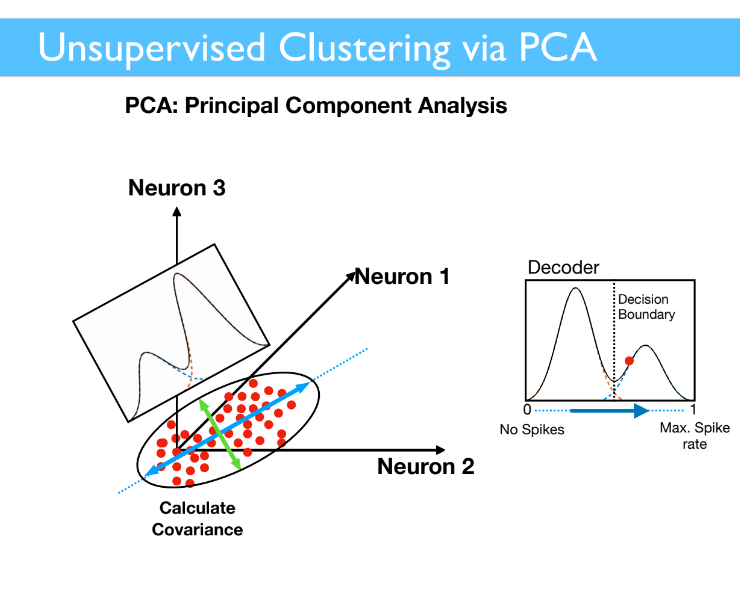 Unsupervised Clustering via PCA
PCA: Principal Component Analysis
Neuron 3
Neuron 1
Neuron 2
Calculate
Covariance
Decoder
Decision
Boundary
0
1
No Spikes
Max. Spike
rate